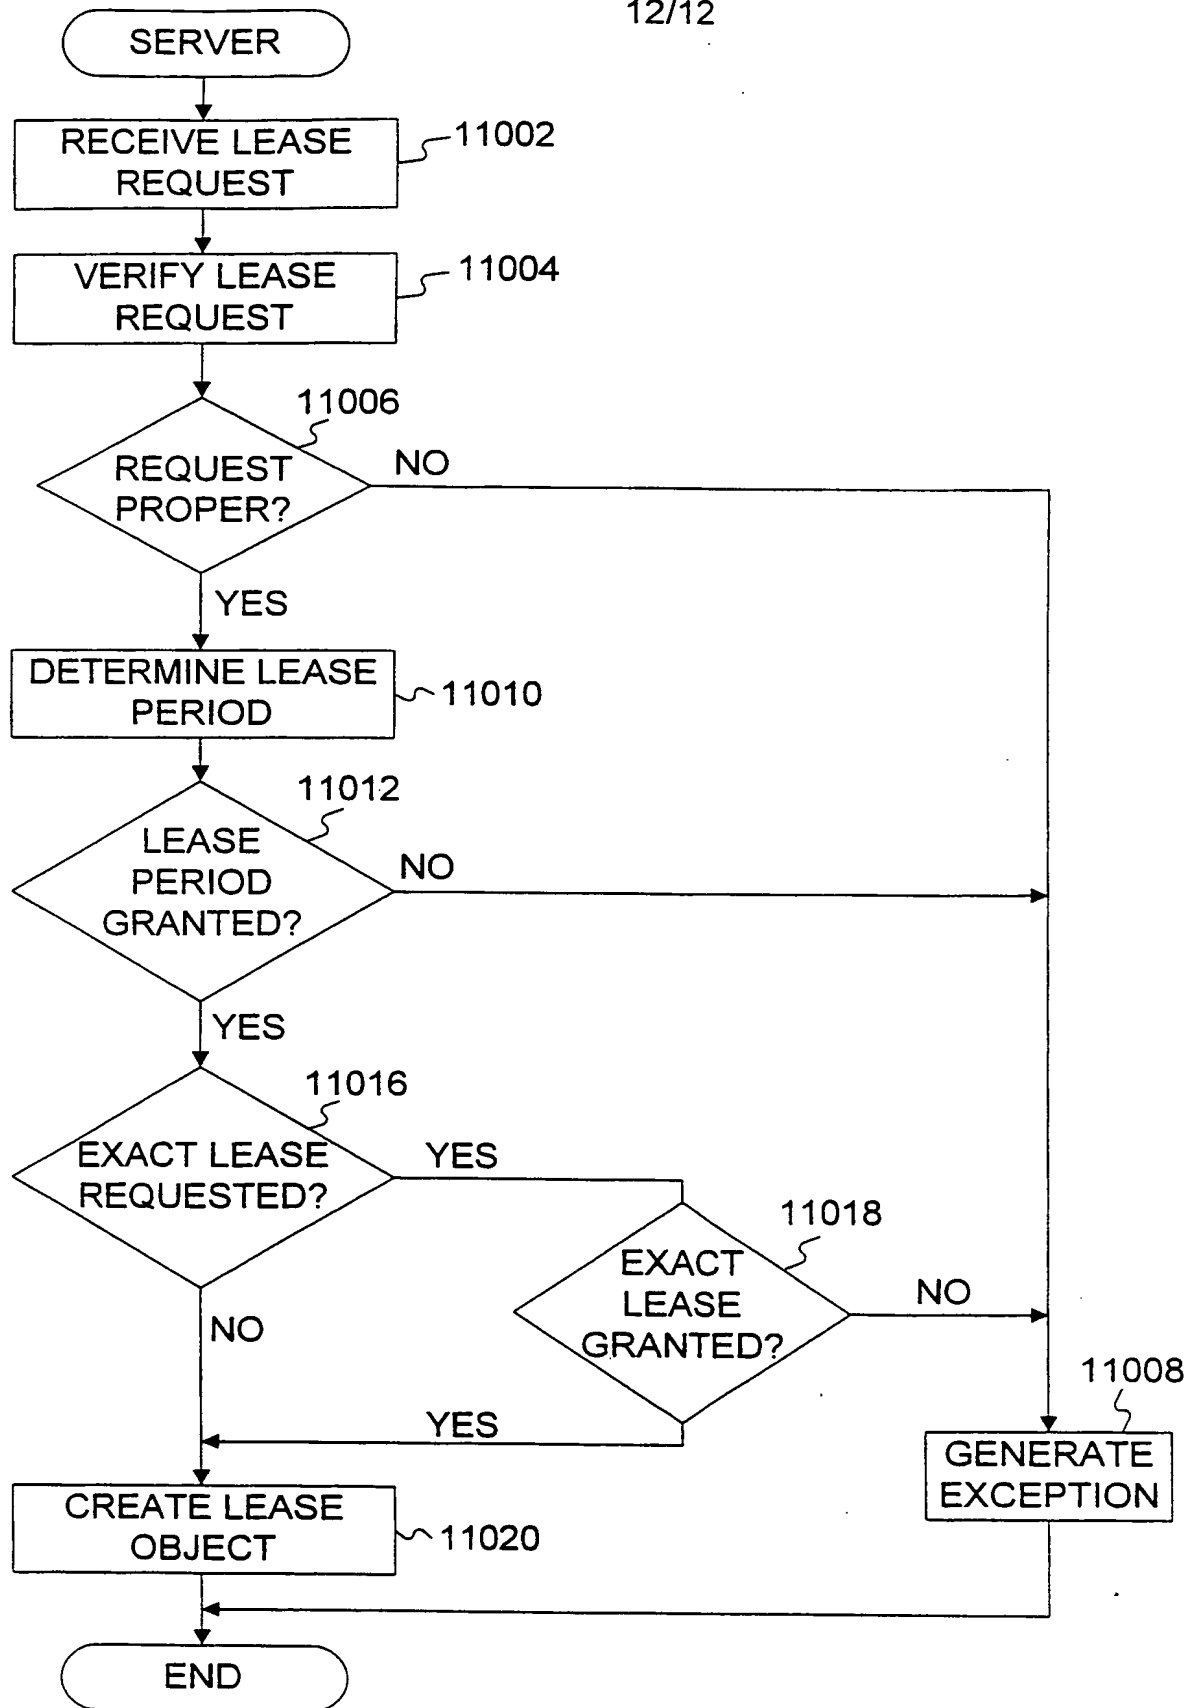 12/12
SERVER
RECEIVE LEASE
REQUEST
11002
VERIFY LEASE
REQUEST
11004
11006
REQUEST
PROPER?
NO
YES
DETERMINE LEASE
PERIOD
11010
11012
LEASE
PERIOD
GRANTED?
NO
YES
11016
EXACT LEASE
REQUESTED?
YES
11018
EXACT
LEASE
GRANTED?
NO
NO
YES
11008
GENERATE
EXCEPTION
CREATE LEASE
OBJECT
11020
END